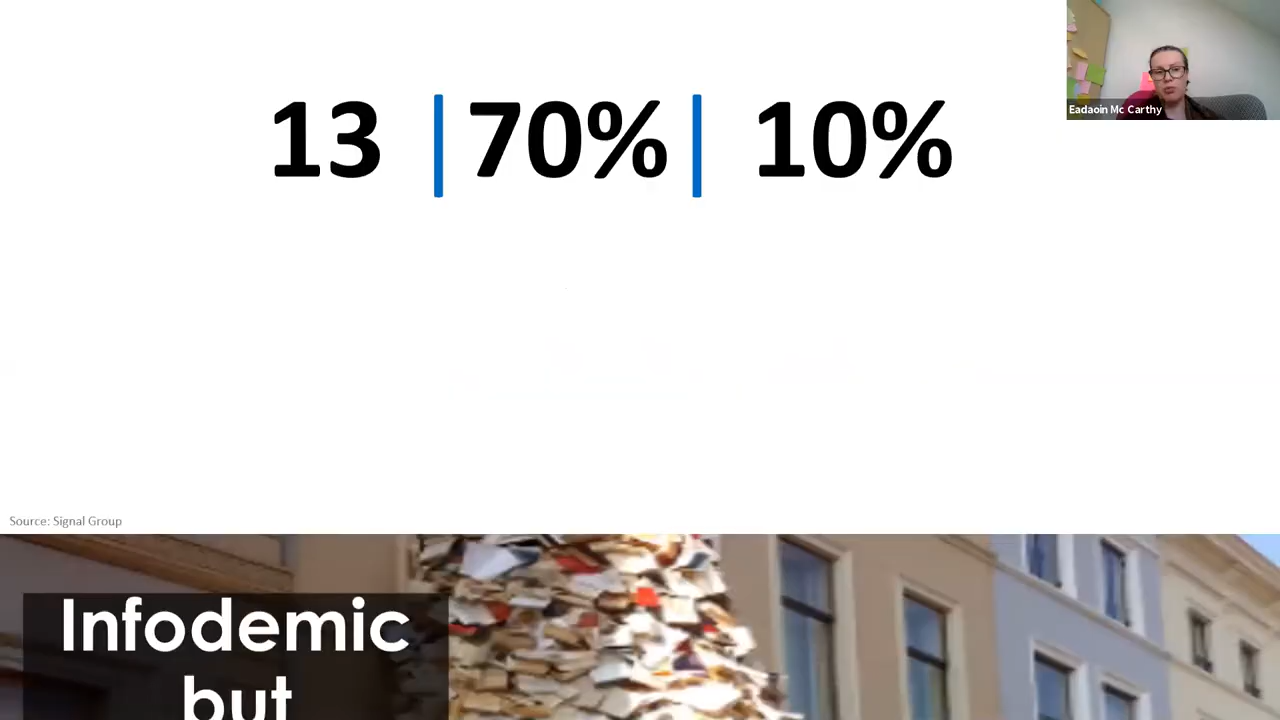 13 | 70% | 10%
Eadaoin Mc Carthy
Source: Signal Group
Infodemic
but